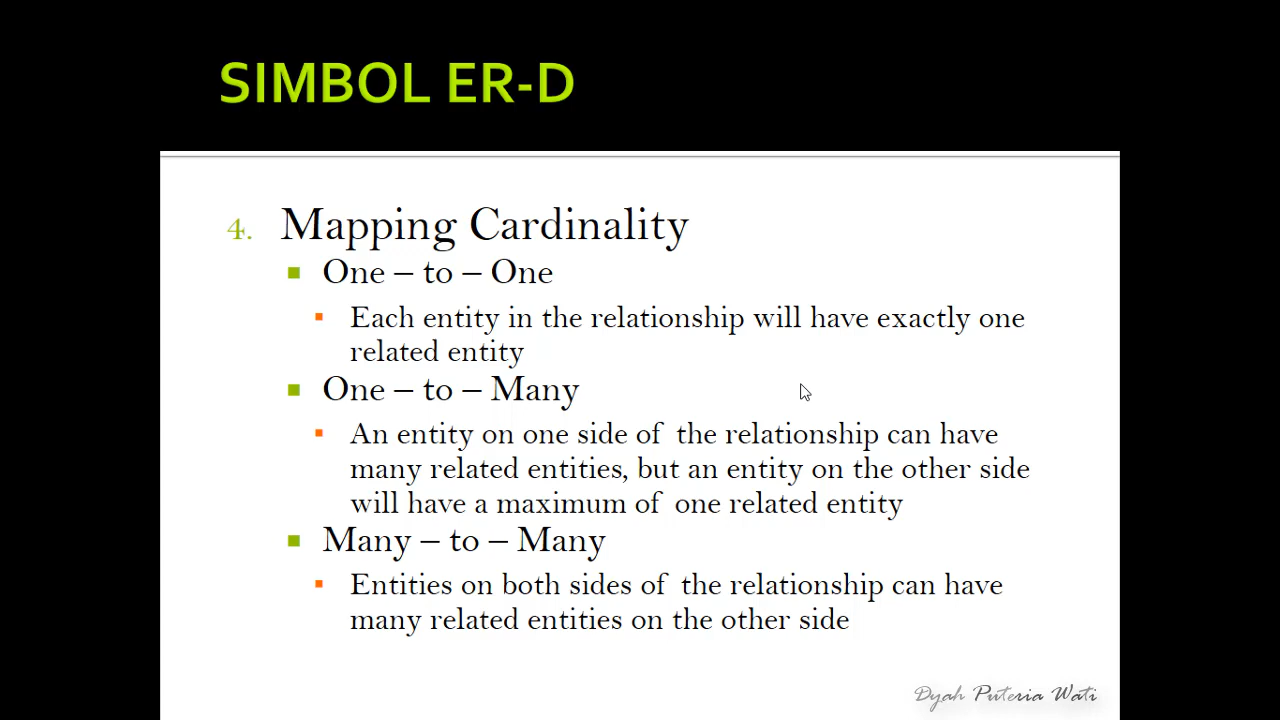 SIMBOL ER-D
4. Mapping Cardinality
One – to – One
Each entity in the relationship will have exactly one
related entity
One – to – Many
An entity on one side of the relationship can have
many related entities, but an entity on the other side
will have a maximum of one related entity
Many – to – Many
Entities on both sides of the relationship can have
many related entities on the other side
Dyah Puteria Wati